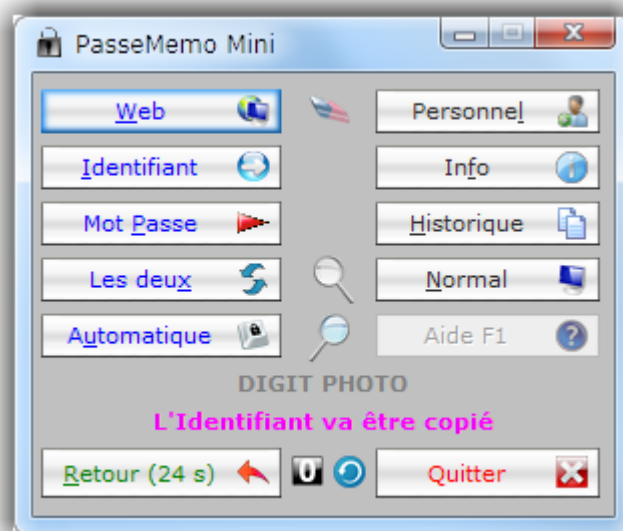 PasseMemo Mini
Web
Personnel
Identifiant
Info
Mot Passe
Historique
Les deux
Normal
Automatique
Aide F1
DIGIT PHOTO
L'Identifiant va être copié
Retour (24 s)
0
Quitter